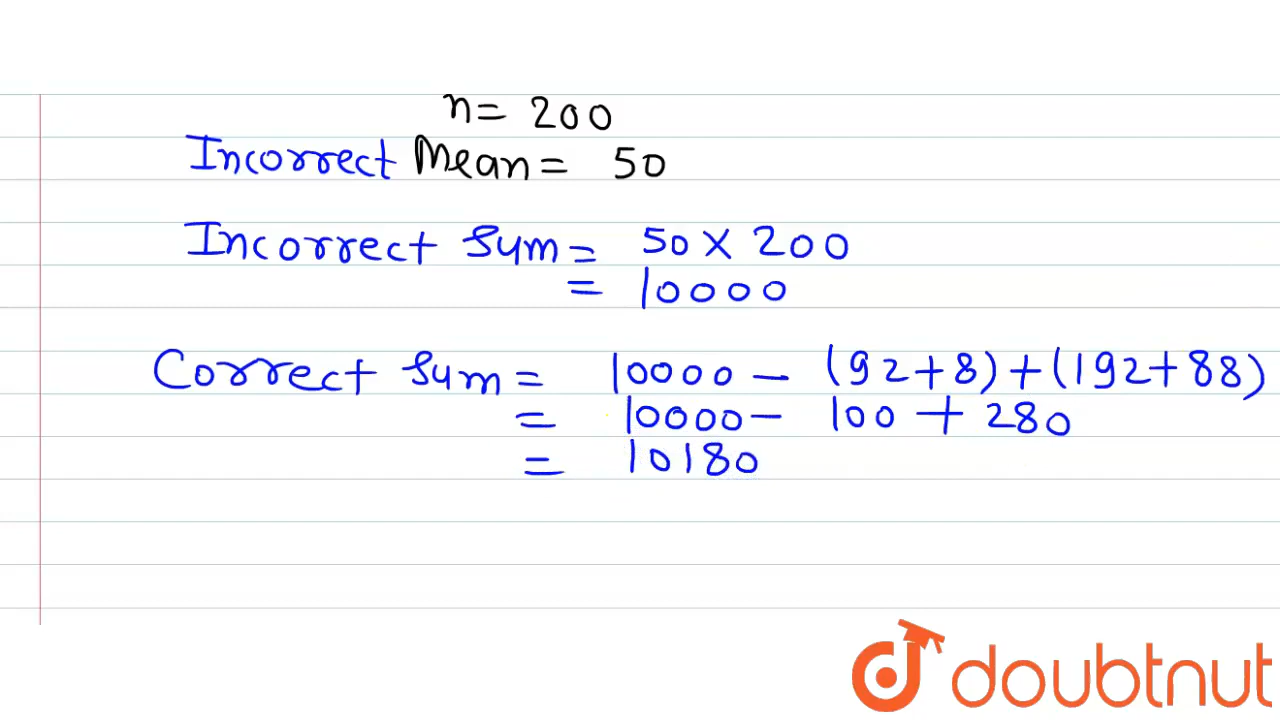 n = 200
Incorrect Mean = 50
Incorrect Sum = 50 × 200
= 10000
Correct Sum = 10000 - (92+8) + (192+88)
= 10000 - 100 + 280
= 10180
doubtnut